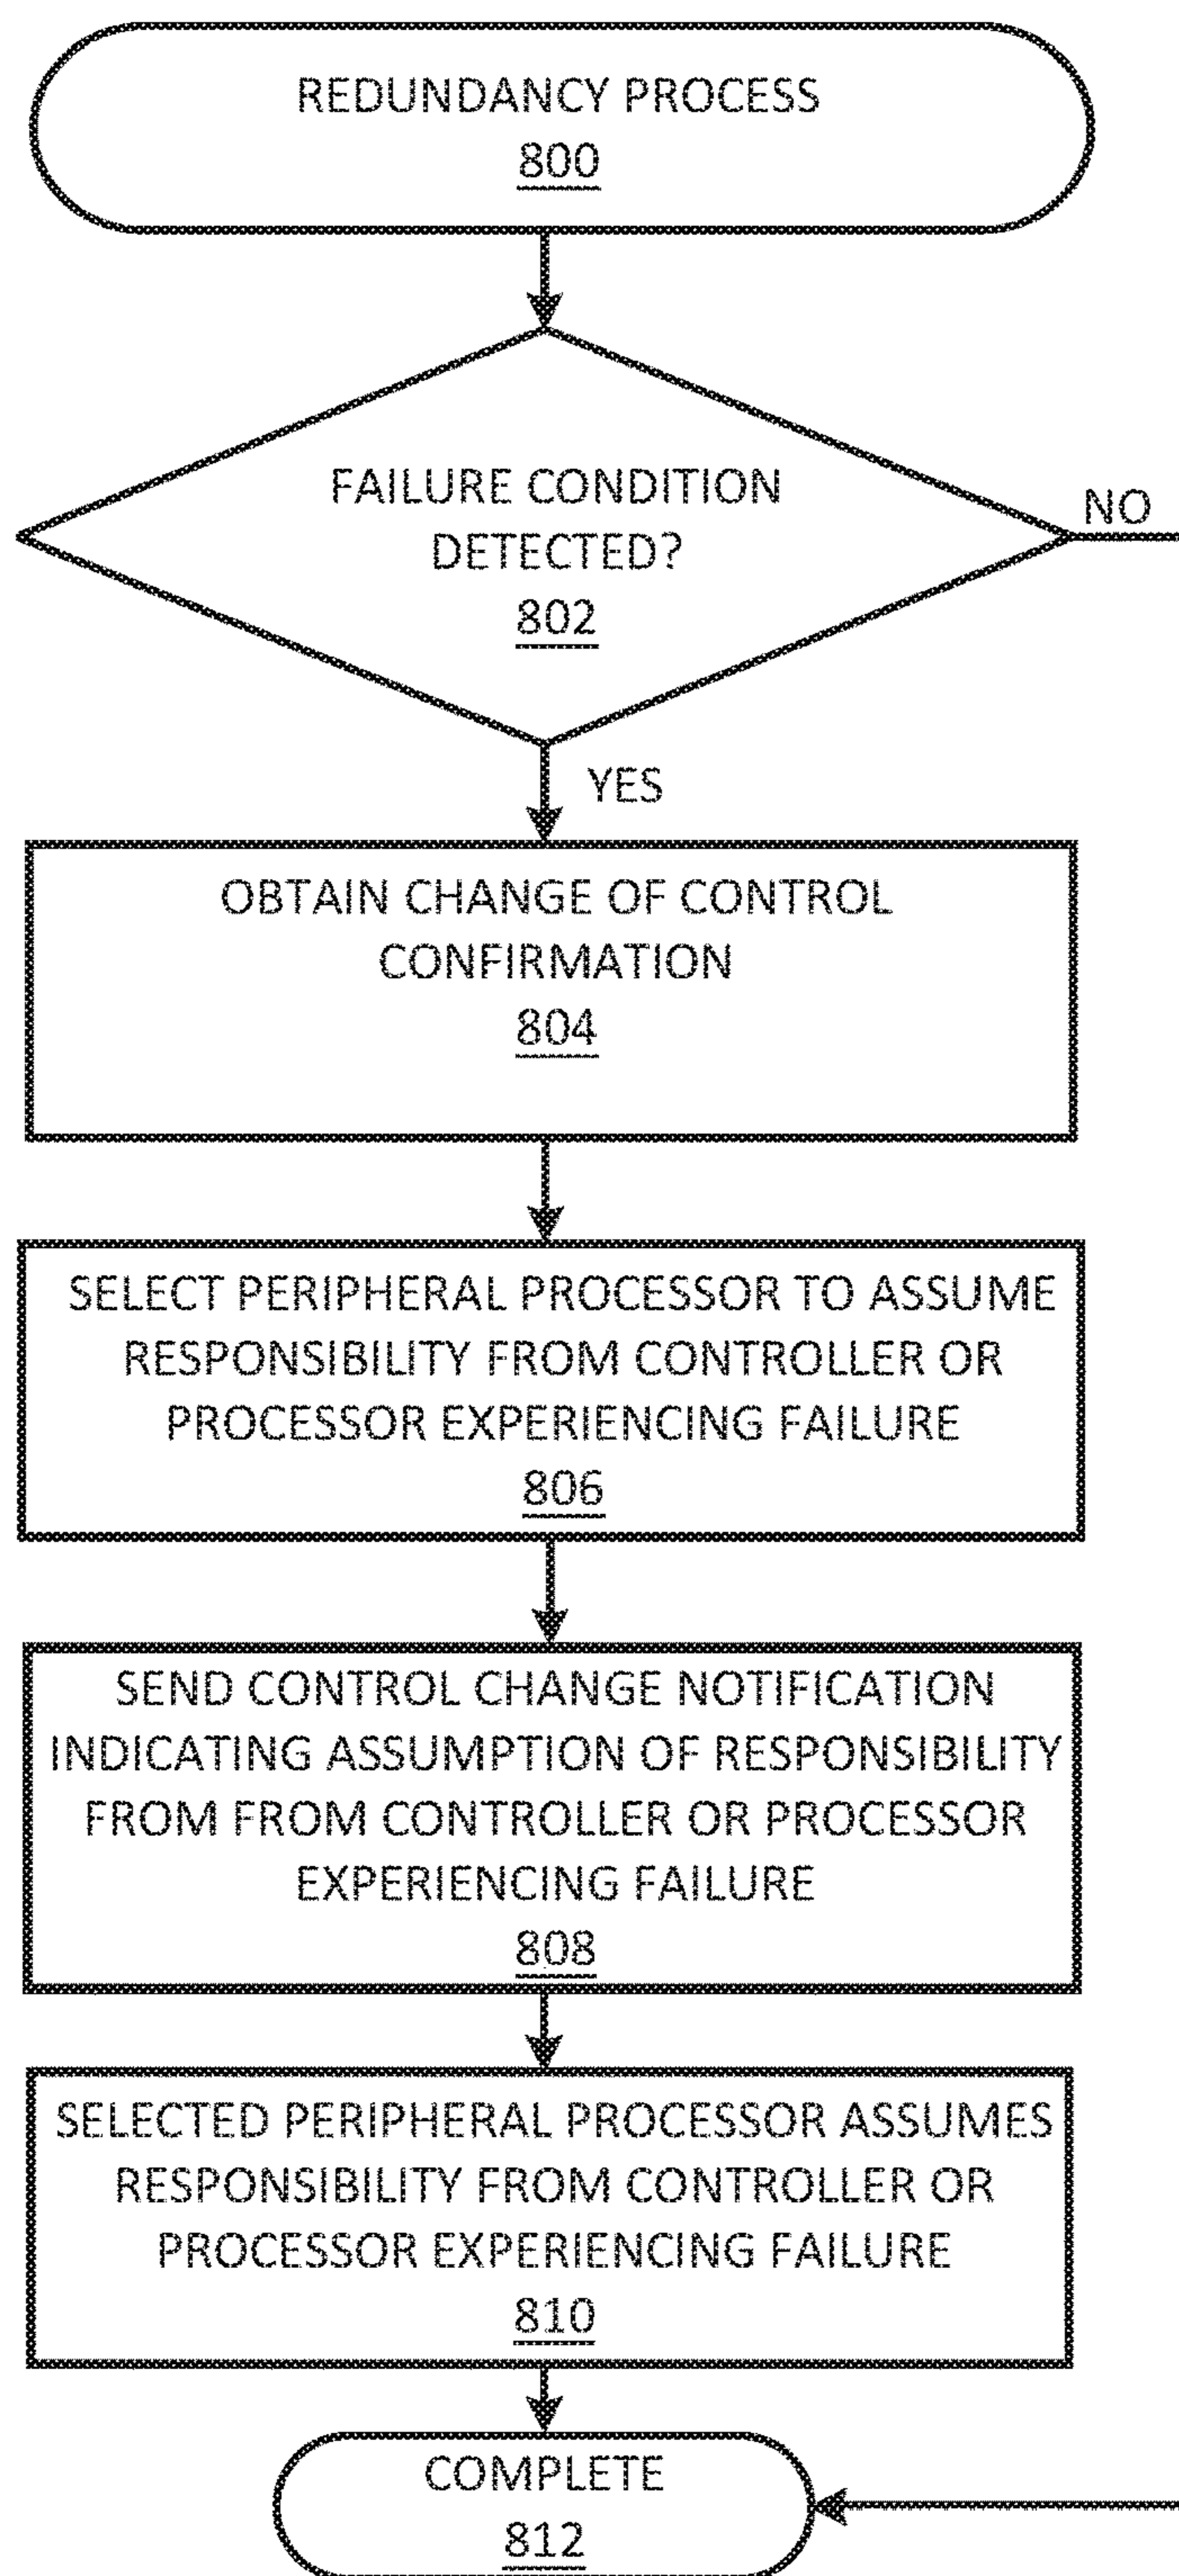 REDUNDANCY PROCESS
800
FAILURE CONDITION
DETECTED?
802
NO
YES
OBTAIN CHANGE OF CONTROL
CONFIRMATION
804
SELECT PERIPHERAL PROCESSOR TO ASSUME
RESPONSIBILITY FROM CONTROLLER OR
PROCESSOR EXPERIENCING FAILURE
806
SEND CONTROL CHANGE NOTIFICATION
INDICATING ASSUMPTION OF RESPONSIBILITY
FROM FROM CONTROLLER OR PROCESSOR
EXPERIENCING FAILURE
808
SELECTED PERIPHERAL PROCESSOR ASSUMES
RESPONSIBILITY FROM CONTROLLER OR
PROCESSOR EXPERIENCING FAILURE
810
COMPLETE
812